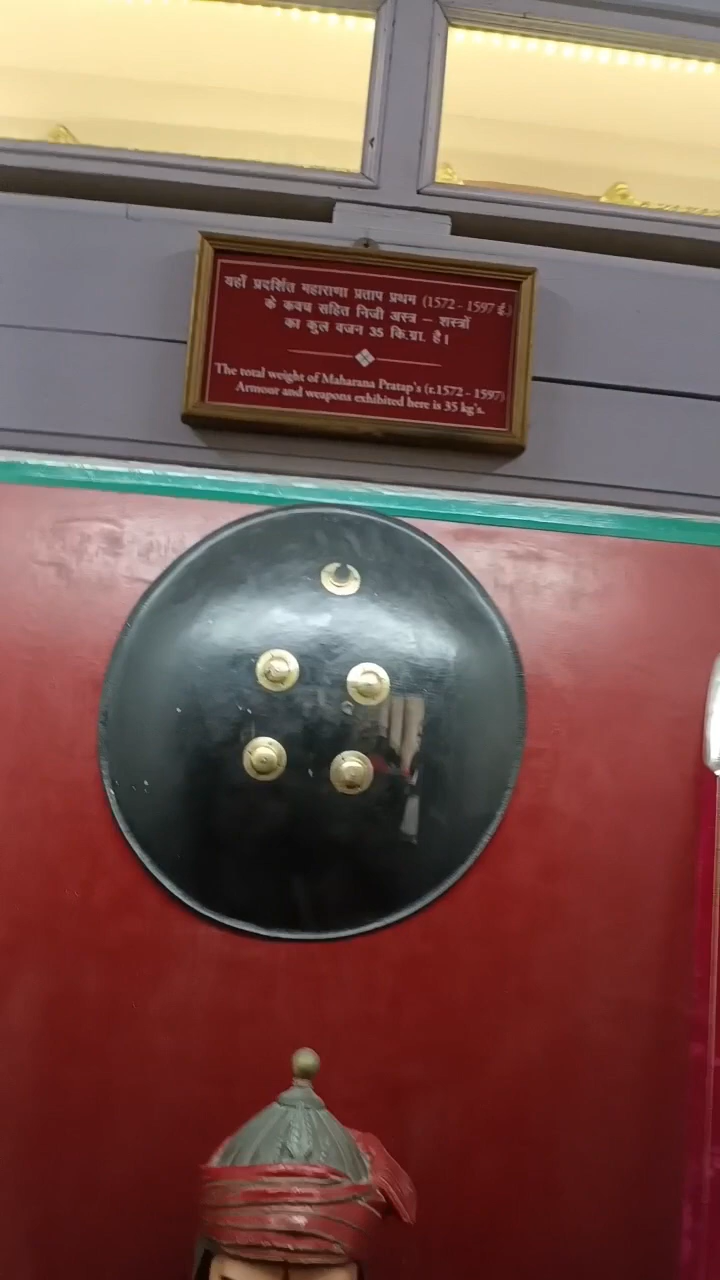 यहाँ प्रदर्शित महाराणा प्रताप प्रथम (1572 - 1597 ई.)
के कवच सहित निजी अस्त्र – शस्त्रों
का कुल वजन 35 कि.ग्रा. है।
The total weight of Maharana Pratap's (r.1572 - 1597)
Armour and weapons exhibited here is 35 kg's.